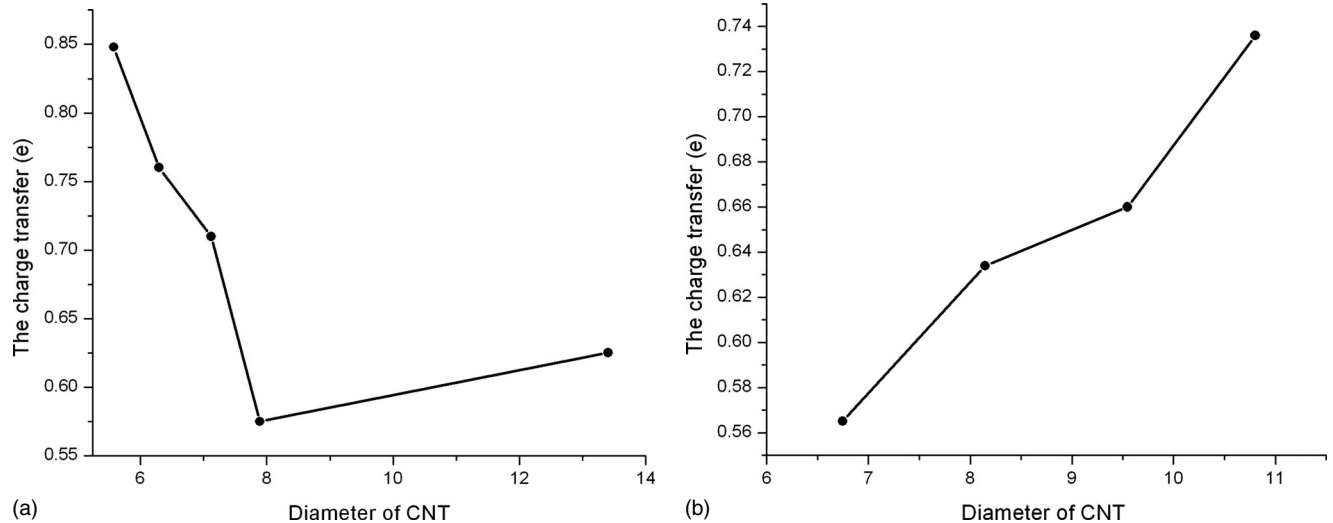 0.85
0.80
0.75
0.70
0.65
0.60
0.55
The charge transfer (e)
6 8 10 12 14
(a) Diameter of CNT
0.74
0.72
0.70
0.68
0.66
0.64
0.62
0.60
0.58
0.56
The charge transfer (e)
6 7 8 9 10 11
(b) Diameter of CNT